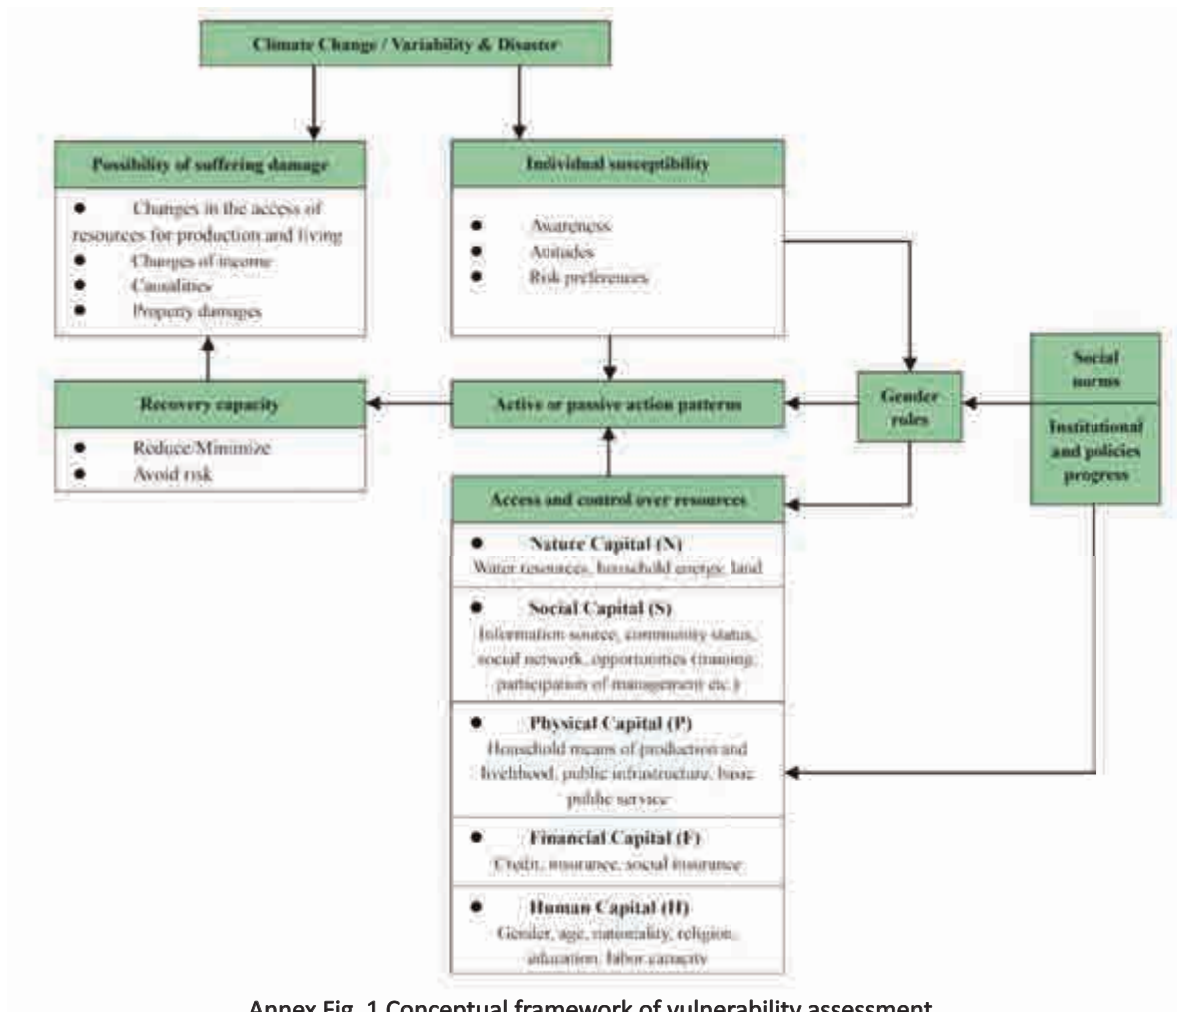 Climate Change / Variability & Disaster
Possibility of suffering damage
Changes in the access of
resources for production and living
Changes of income
Causalities
Property damages
Individual susceptibility
Awareness
Attitudes
Risk preferences
Recovery capacity
Reduce/Minimize
Avoid risk
Active or passive action patterns
Gender
roles
Social
norms
Institutional
and policies
progress
Access and control over resources
Nature Capital (N)
Water resources, household energy, land
Social Capital (S)
Information source, community status,
social network, opportunities (training,
participation of management etc.)
Physical Capital (P)
Household means of production and
livelihood, public infrastructure, basic
public service
Financial Capital (F)
Credit, insurance, social insurance
Human Capital (H)
Gender, age, nationality, religion,
education, labor capacity
Annex Fig. 1 Conceptual framework of vulnerability assessment